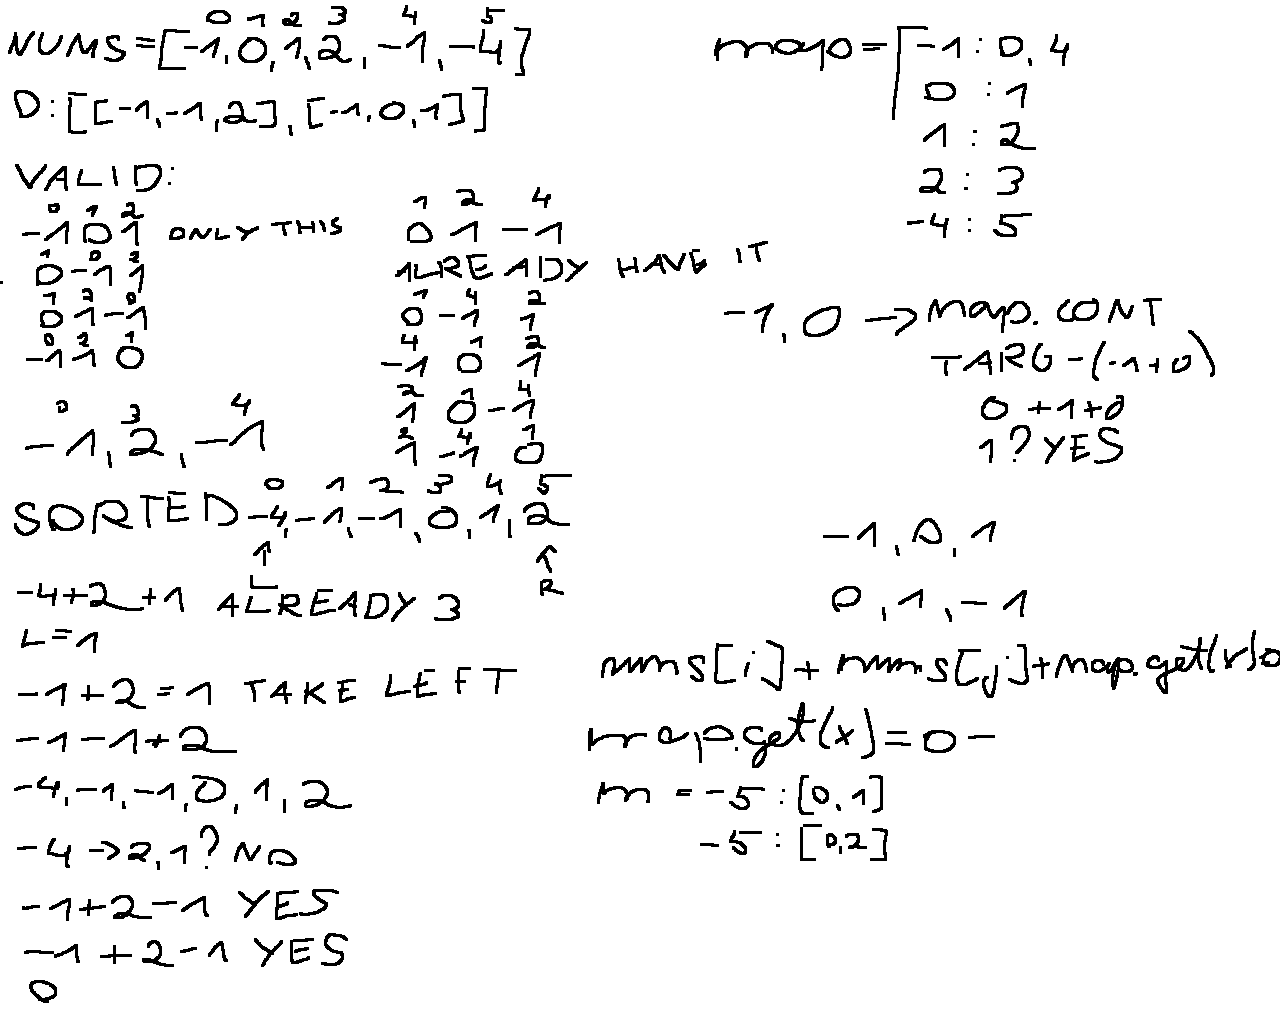 0 1 2 3 4 5
NUMS=[-1,0,1,2,-1,-4]
O:[[-1,-1,2],[-1,0,1]]
VALID:
0 1 2
-1 0 1 ONLY THIS
1 0 2
0 -1 1
1 2 0
0 1 -1
0 2 1
-1 1 0
0 3 4
-1, 2, -1
1 2 4
0 1 -1
ALREADY HAVE IT
1 4 2
0 -1 1
4 1 2
-1 0 1
2 1 4
1 0 -1
2 4 1
1 -1 0
0 1 2 3 4 5
SORTED -4,-1,-1,0,1,2
L R
-4+2+1 ALREADY 3
L=1
-1+2=1 TAKE LEFT
-1-1+2
-4,-1,-1,0,1,2
-4->2,1? NO
-1+2-1 YES
-1+2-1 YES
0
map=[-1:0,4
0:1
1:2
2:3
-4:5
-1,0 -> map.CONT
TARG-(-1+0)
0+1+0
1? YES
-1,0,1
0,1,-1
nums[i]+nums[j]+map.get(x)0
map.get(x)=0-
m = -5:[0,1]
-5:[0,2]